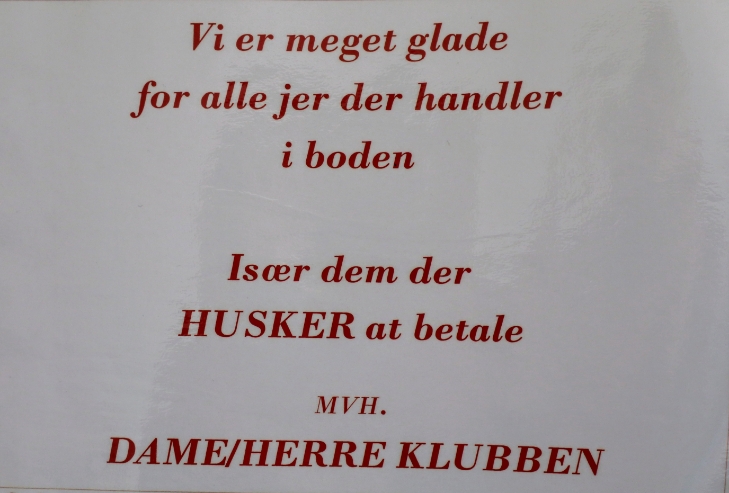 Vi er meget glade
for alle jer der handler
i boden
Især dem der
HUSKER at betale
MVH.
DAME/HERRE KLUBBEN